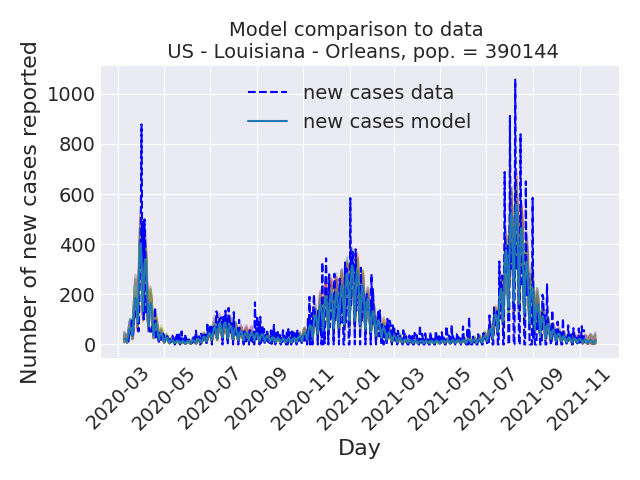 Model comparison to data
US - Louisiana - Orleans, pop. = 390144
Number of new cases reported
1000
800
600
400
200
0
new cases data
new cases model
2020-03
2020-05
2020-07
2020-09
2020-11
2021-01
2021-03
2021-05
2021-07
2021-09
2021-11
Day